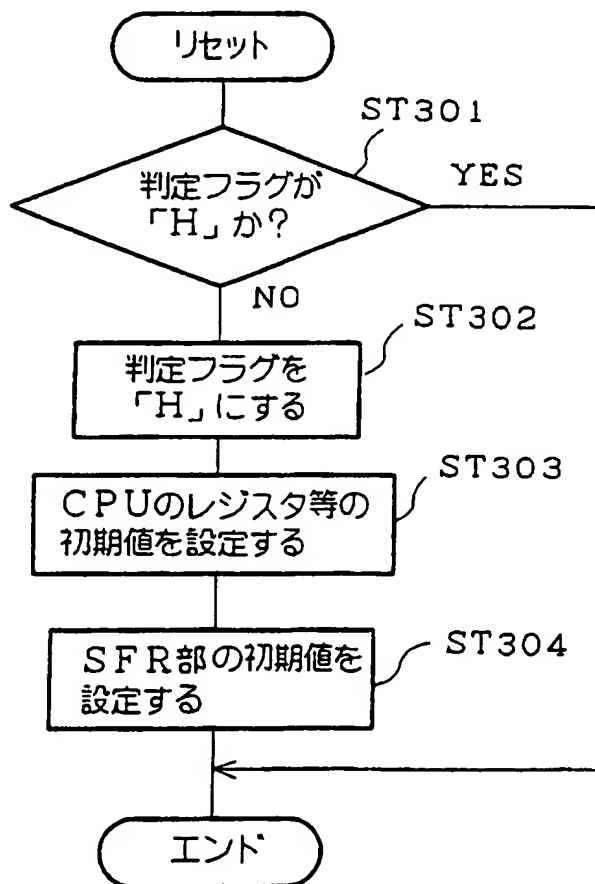 リセット
ST301
判定フラグが
「H」か？
YES
NO
ST302
判定フラグを
「H」にする
ST303
CPUのレジスタ等の
初期値を設定する
ST304
SFR部の初期値を
設定する
エンド